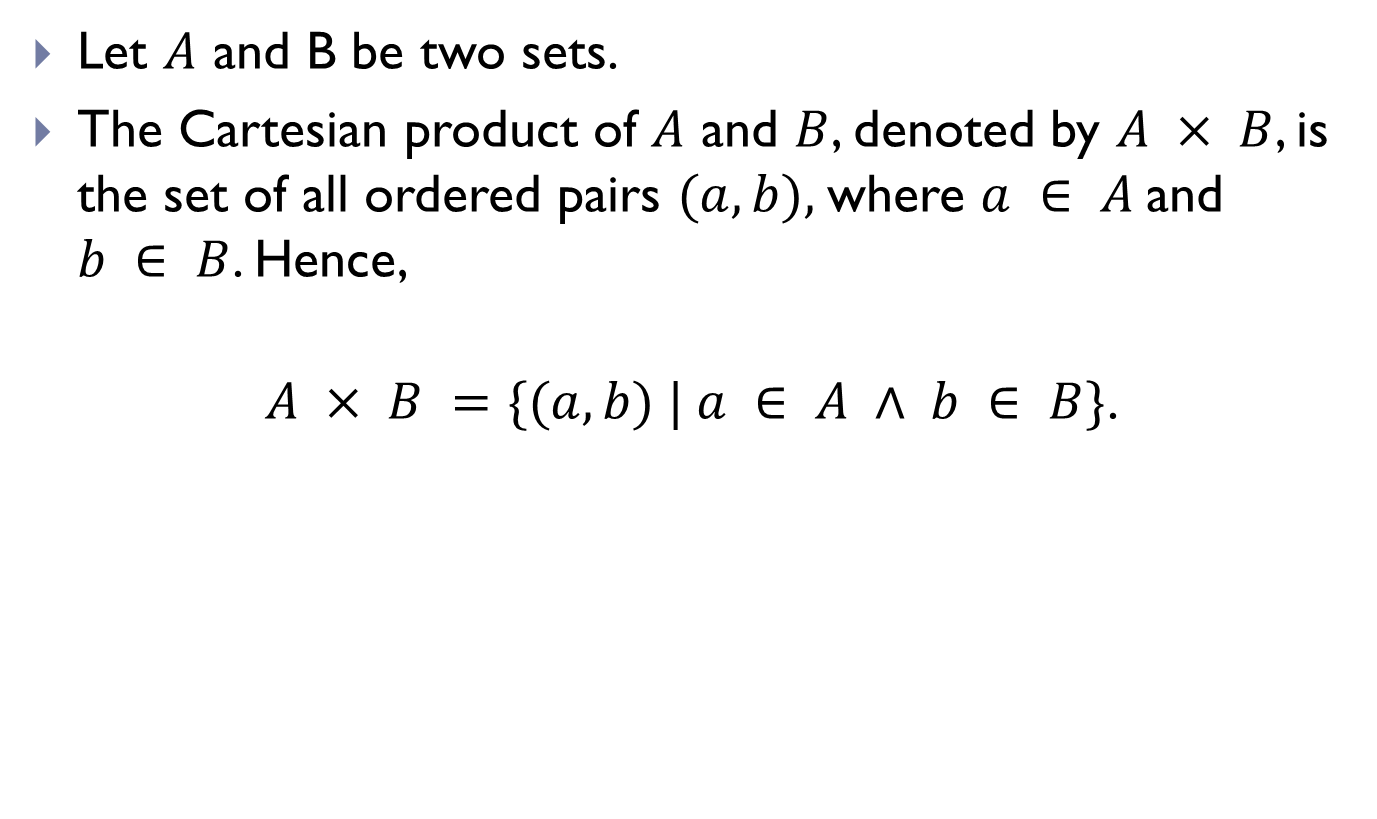 Let A and B be two sets.
The Cartesian product of A and B, denoted by A × B, is
the set of all ordered pairs (a, b), where a ∈ A and
b ∈ B. Hence,
A × B = {(a, b) | a ∈ A ∧ b ∈ B}.